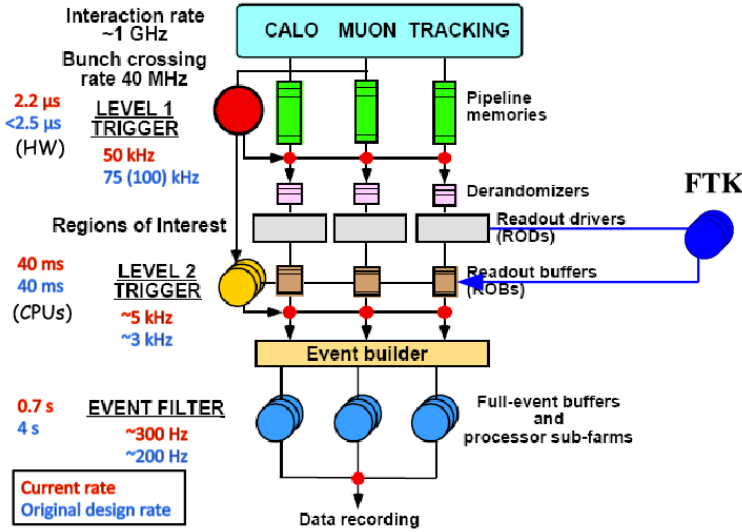 Interaction rate
~1 GHz
CALO MUON TRACKING
Bunch crossing
rate 40 MHz
2.2 µs
<2.5 µs
(HW)
LEVEL 1
TRIGGER
50 kHz
75 (100) kHz
Pipeline
memories
Derandomizers
FTK
Regions of Interest
Readout drivers
(RODs)
40 ms
40 ms
(CPUs)
LEVEL 2
TRIGGER
~5 kHz
~3 kHz
Readout buffers
(ROBs)
Event builder
0.7 s
4 s
EVENT FILTER
~300 Hz
~200 Hz
Full-event buffers
and
processor sub-farms
Current rate
Original design rate
Data recording